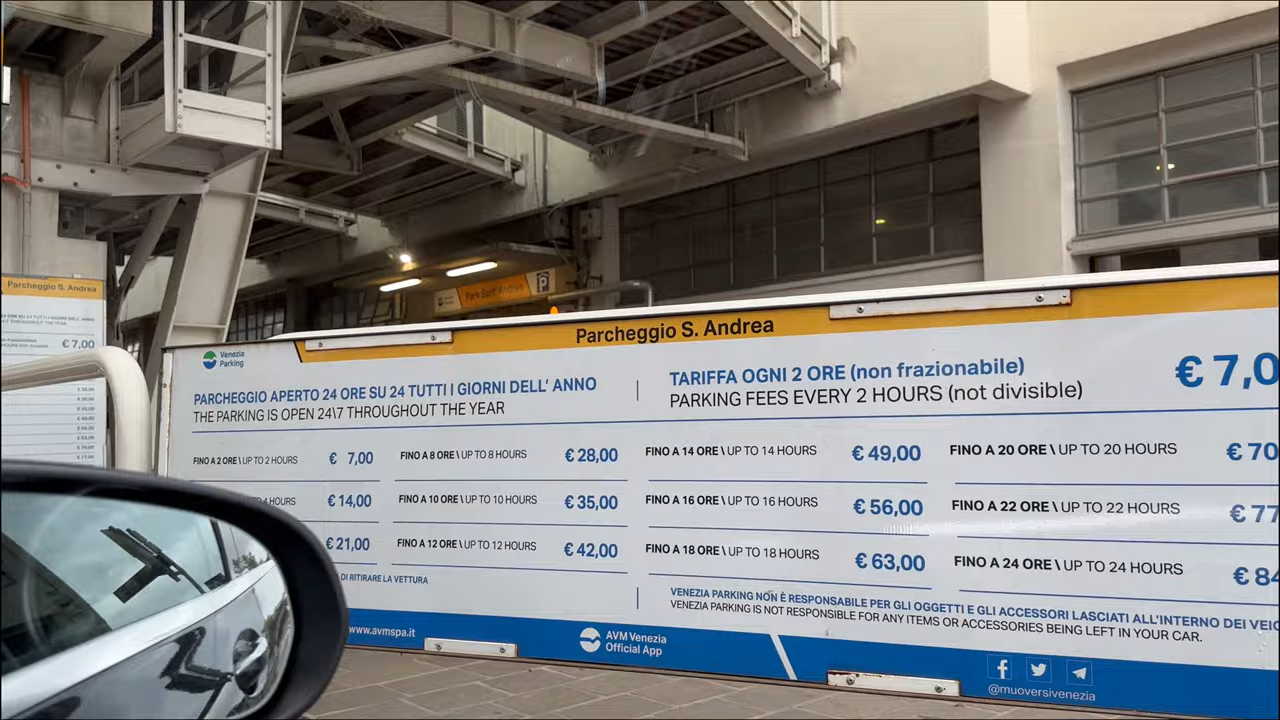 Park Sant'Andrea
P
Parcheggio S. Andrea
€ 7,00
Parcheggio S. Andrea
Venezia
Parking
PARCHEGGIO APERTO 24 ORE SU 24 TUTTI I GIORNI DELL' ANNO
THE PARKING IS OPEN 24\7 THROUGHOUT THE YEAR
TARIFFA OGNI 2 ORE (non frazionabile) € 7,0
PARKING FEES EVERY 2 HOURS (not divisible)
FINO A 2 ORE \ UP TO 2 HOURS € 7,00
4 HOURS € 14,00
€ 21,00
FINO A 8 ORE \ UP TO 8 HOURS € 28,00
FINO A 10 ORE \ UP TO 10 HOURS € 35,00
FINO A 12 ORE \ UP TO 12 HOURS € 42,00
FINO A 14 ORE \ UP TO 14 HOURS € 49,00
FINO A 16 ORE \ UP TO 16 HOURS € 56,00
FINO A 18 ORE \ UP TO 18 HOURS € 63,00
FINO A 20 ORE \ UP TO 20 HOURS € 70
FINO A 22 ORE \ UP TO 22 HOURS € 77
FINO A 24 ORE \ UP TO 24 HOURS € 84
DI RITIRARE LA VETTURA
VENEZIA PARKING NON È RESPONSABILE PER GLI OGGETTI E GLI ACCESSORI LASCIATI ALL'INTERNO DEI VEIC
VENEZIA PARKING IS NOT RESPONSIBLE FOR ANY ITEMS OR ACCESSORIES BEING LEFT IN YOUR CAR.
www.avmspa.it
AVM Venezia
Official App
@muoversivenezia